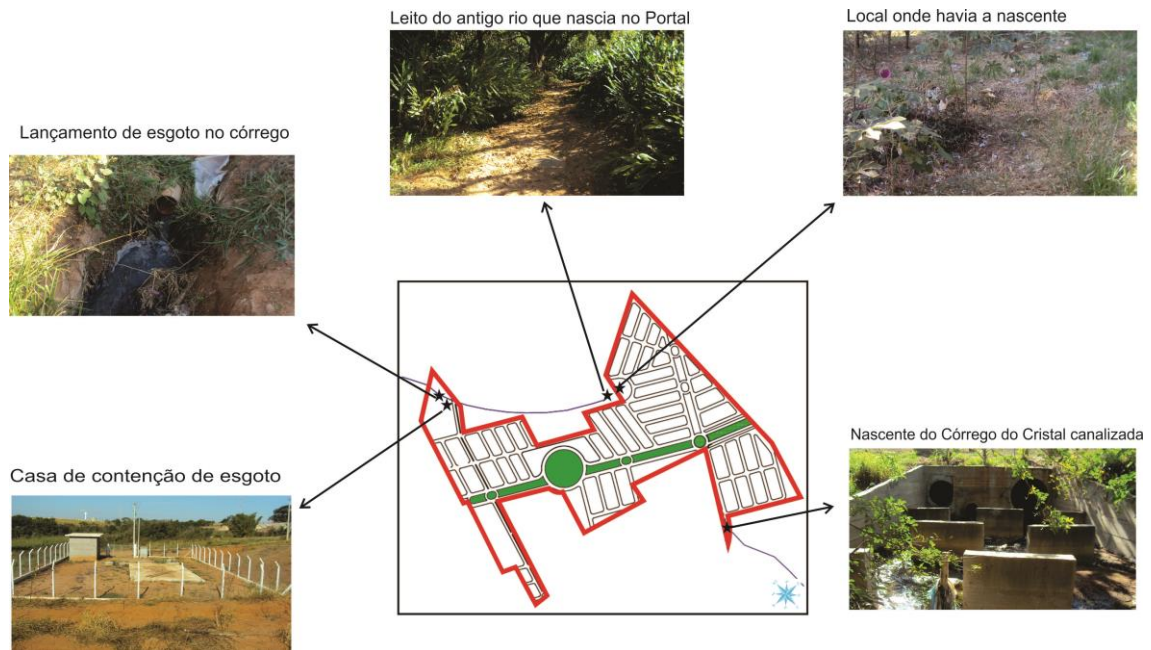 Leito do antigo rio que nascia no Portal
Local onde havia a nascente
Lançamento de esgoto no córrego
Nascente do Córrego do Cristal canalizada
Casa de contenção de esgoto